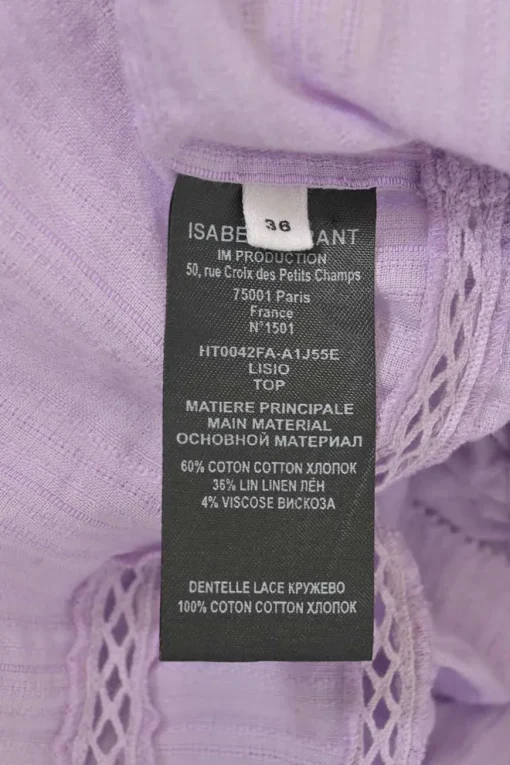 36
ISABE ANT
IM PRODUCTION
50, rue Croix des Petits Champs
75001 Paris
France
N°1501
HT0042FA-A1J55E
LISIO
TOP
MATIERE PRINCIPALE
MAIN MATERIAL
ОСНОВНОЙ МАТЕРИАЛ
60% COTON COTTON ХЛОПОК
36% LIN LINEN ЛЁН
4% VISCOSE ВИСКОЗА
DENTELLE LACE КРУЖЕВО
100% COTON COTTON ХЛОПОК